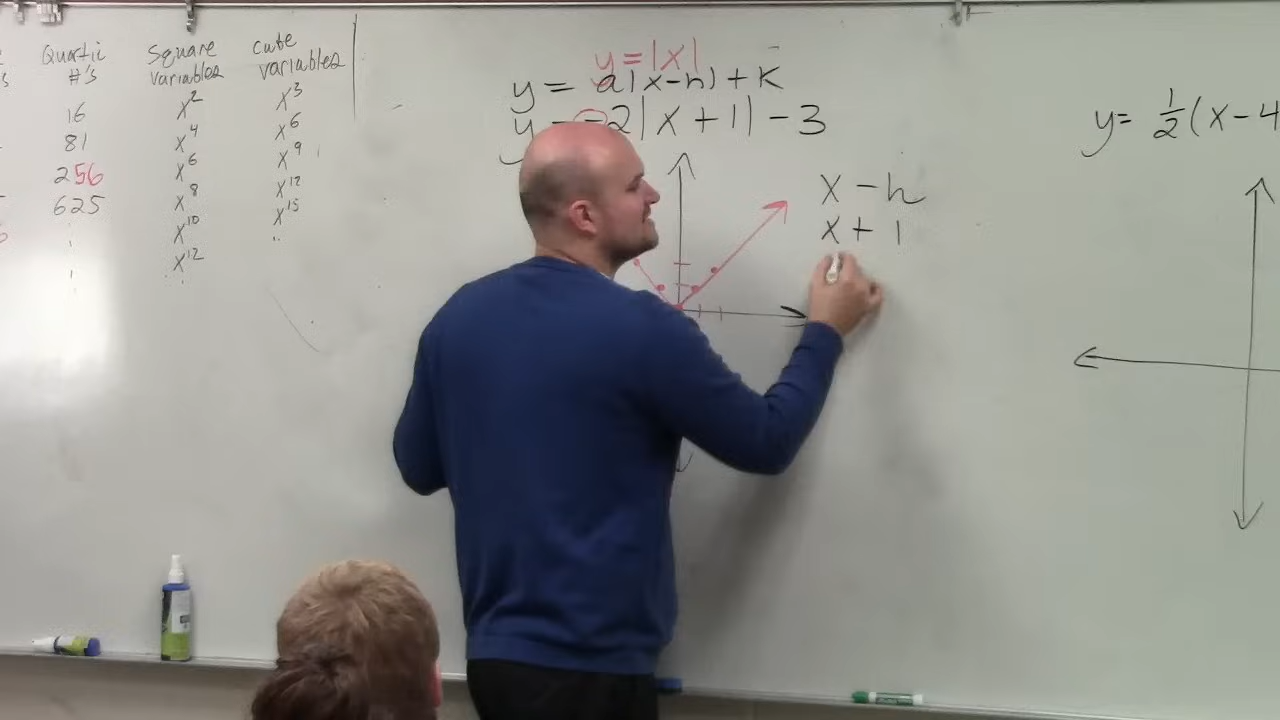 Quartic
#'s
16
81
256
625
Square
variables
x²
x⁴
x⁶
x⁸
x¹⁰
x¹²
cube
variables
x³
x⁶
x⁹
x¹²
x¹⁵
y=|x|
y = a|x-h|+k
y = -2|x+1|-3
x-h
x+1
y= 1/2(x-4